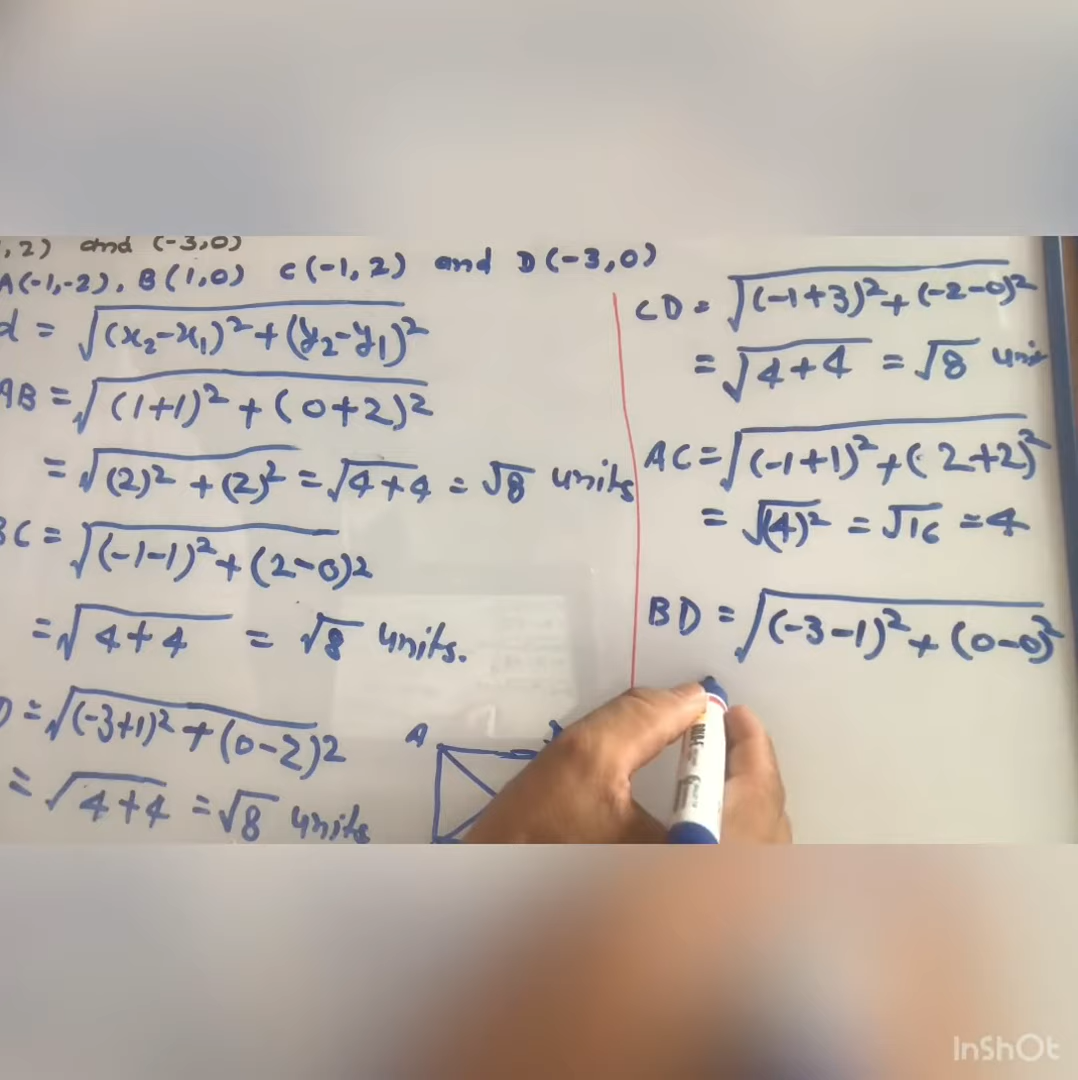 , 2) and (-3,0)
A(-1,-2), B(1,0) C(-1,2) and D(-3,0)
d = √(x₂-x₁)²+(y₂-y₁)²
AB = √(1+1)² + (0+2)²
= √(2)² + (2)² = √4+4 = √8 units
BC = √(-1-1)² + (2-0)2
= √4+4 = √8 units.
D = √(-3+1)² + (0-2)2
= √4+4 = √8 units
A
CD = √(-1+3)² + (-2-0)²
= √4+4 = √8 unit
AC = √(-1+1)² + (2+2)²
= √(4)² = √16 = 4
BD = √(-3-1)² + (0-0)²
InShOt